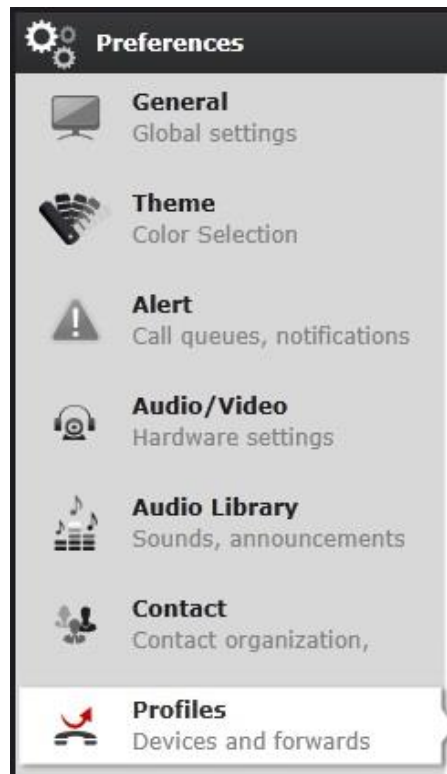 Preferences
General
Global settings
Theme
Color Selection
Alert
Call queues, notifications
Audio/Video
Hardware settings
Audio Library
Sounds, announcements
Contact
Contact organization,
Profiles
Devices and forwards